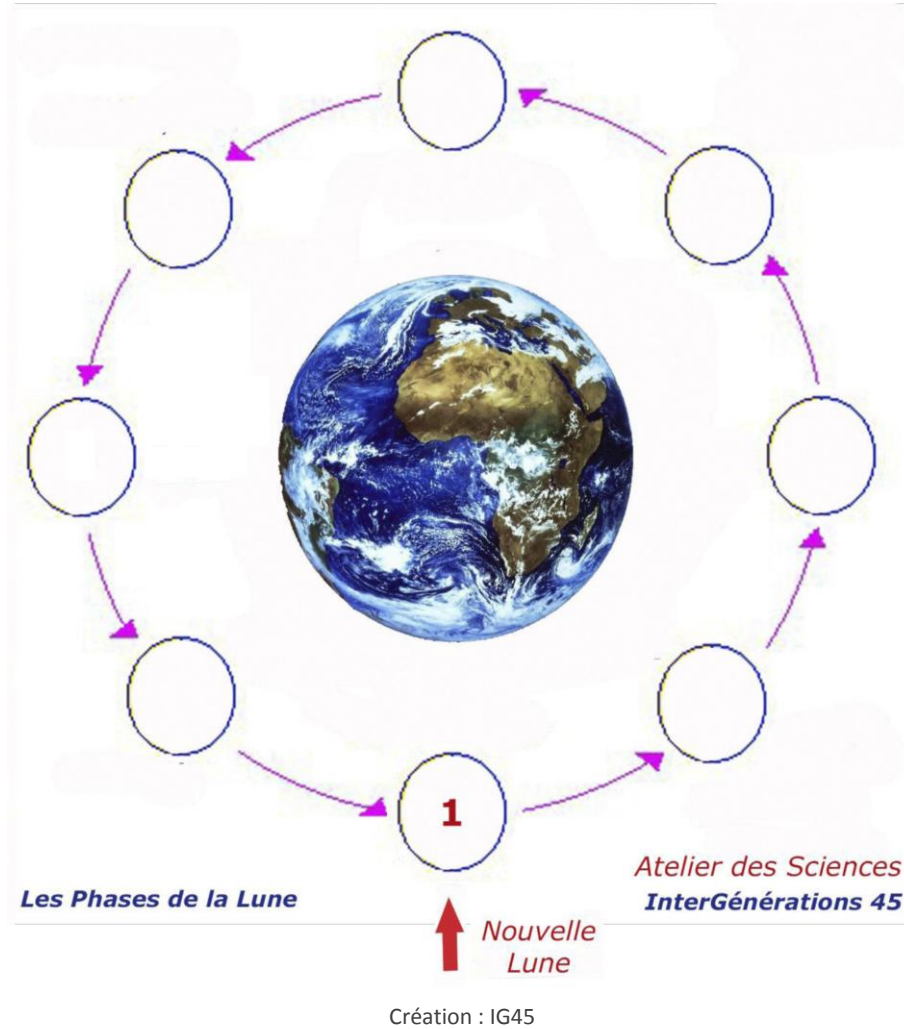 1
Les Phases de la Lune
Atelier des Sciences
InterGénérations 45
Nouvelle
Lune
Création : IG45